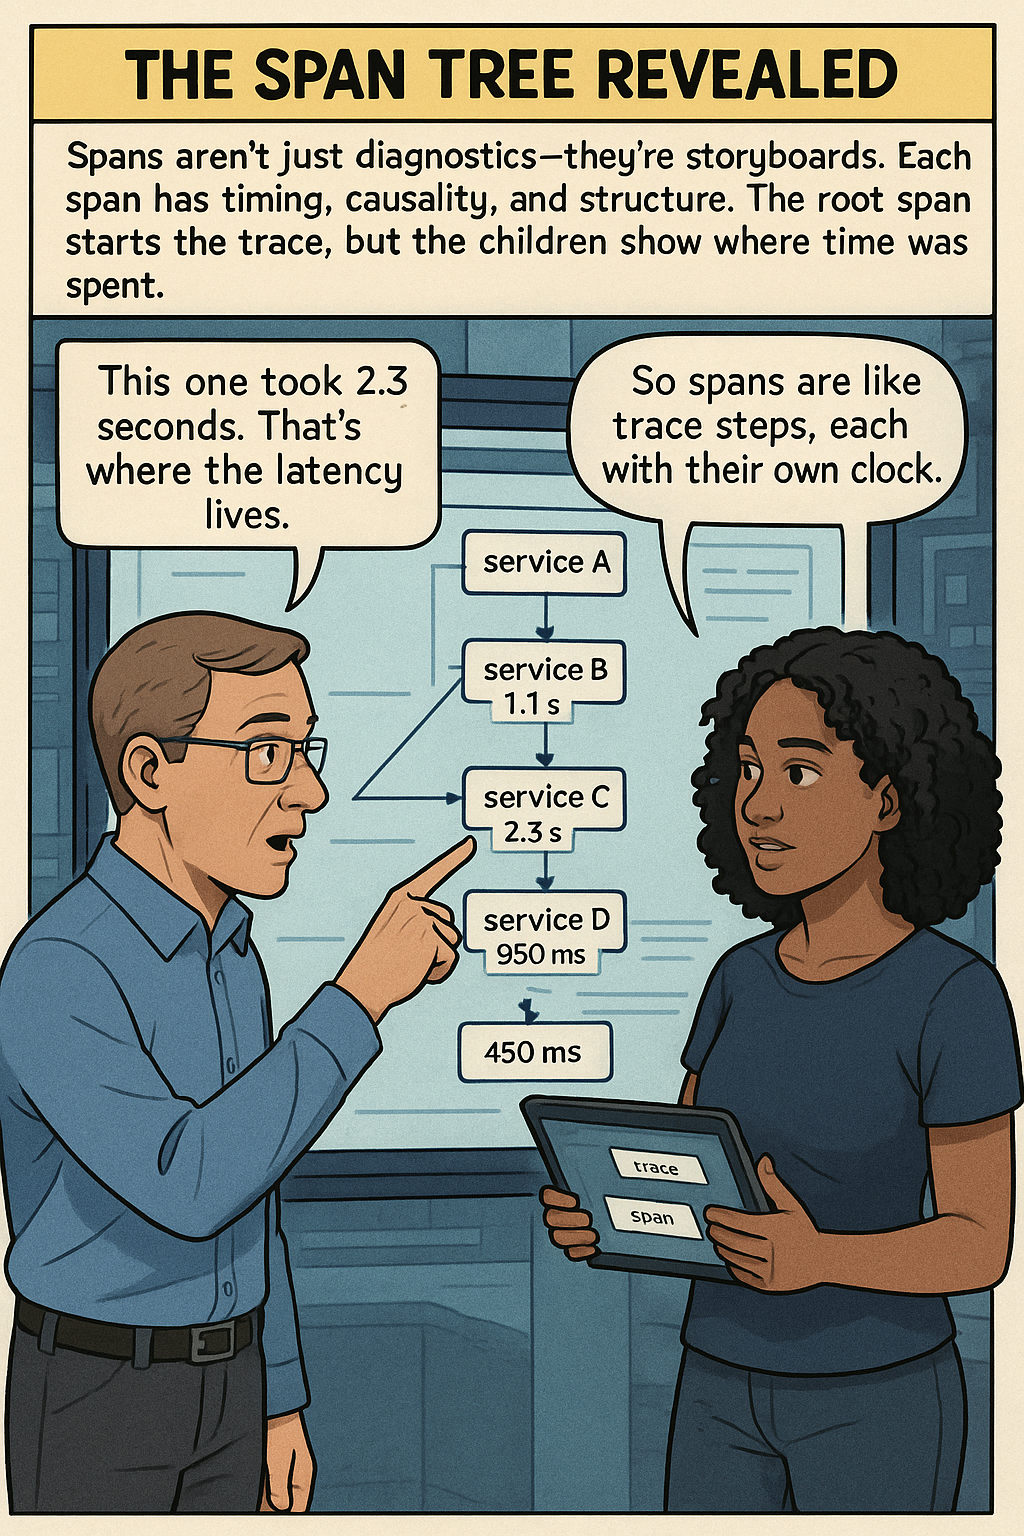 THE SPAN TREE REVEALED
Spans aren't just diagnostics—they're storyboards. Each
span has timing, causality, and structure. The root span
starts the trace, but the children show where time was
spent.
This one took 2.3
seconds. That's
where the latency
lives.
So spans are like
trace steps, each
with their own clock.
service A
service B
1.1 s
service C
2.3 s
service D
950 ms
450 ms
trace
span